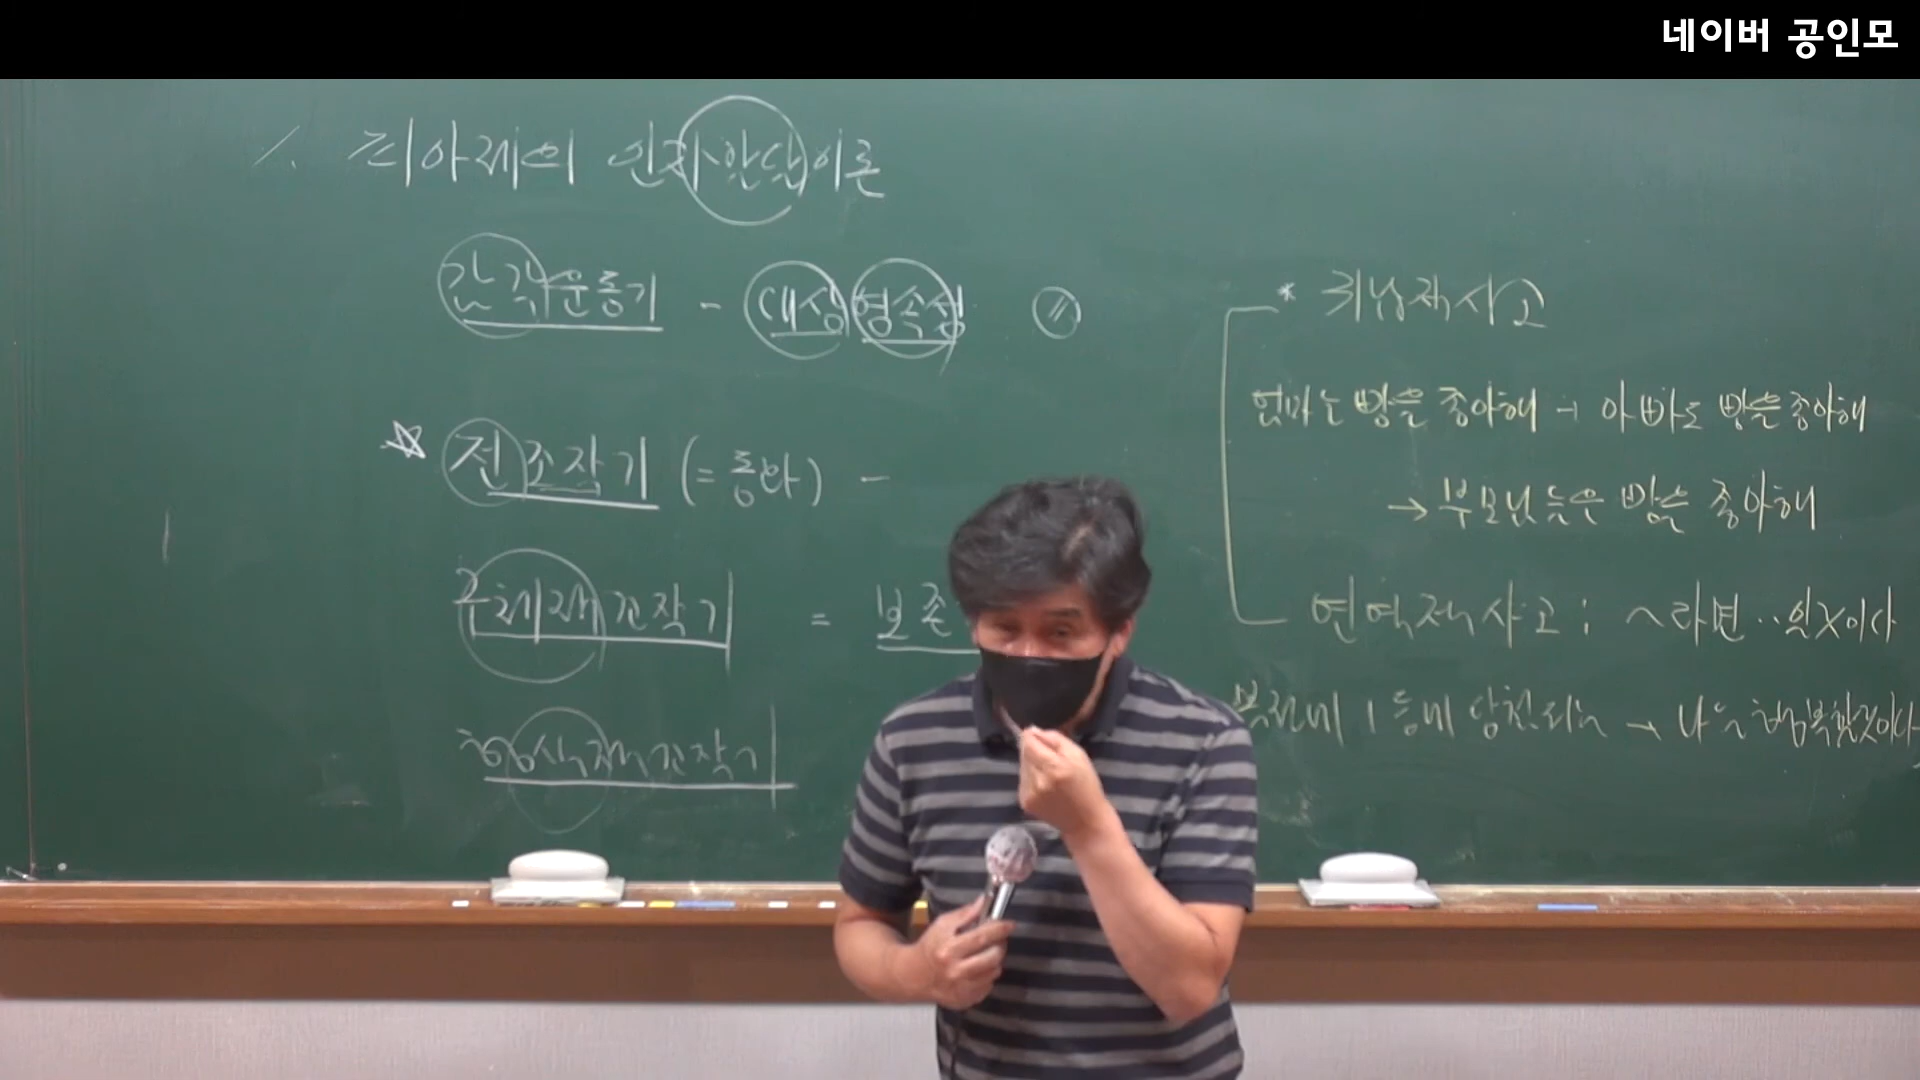 네이버 공인모
1. 피아제의 인지발달이론
감각운동기 - 대상영속성 //
☆ 전조작기 (=동화) -
구체적조작기 = 보존
형식적조작기
* 귀납적사고
엄마는 빵을 좋아해 → 아빠도 빵을 좋아해
→ 부모님들은 빵을 좋아해
연역적사고 ; ~라면 ‥일것이다
복권에 1등에 당첨되면 → 나는 행복할것이다